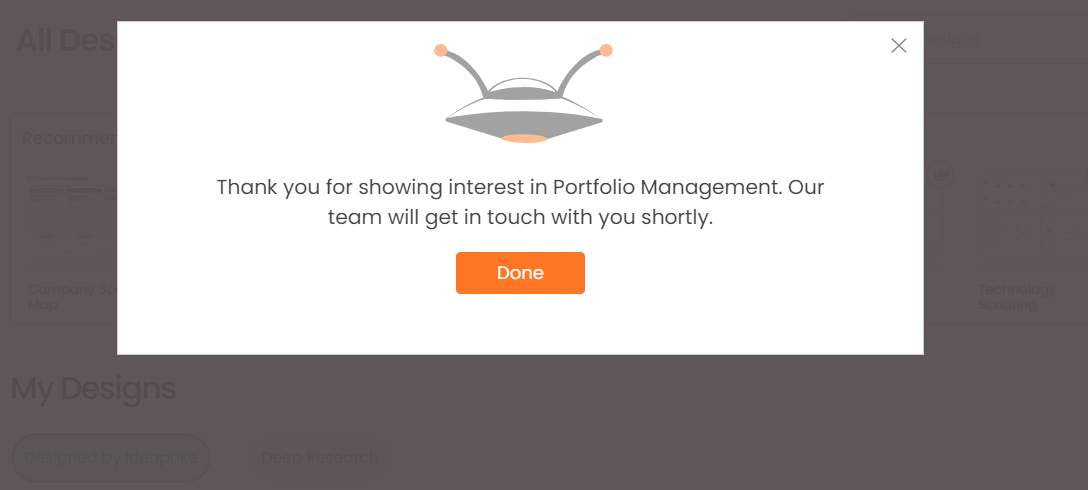 All Des
Recommen
Thank you for showing interest in Portfolio Management. Our
team will get in touch with you shortly.
Done
Company Sc
Map
Technology
Scouting
My Designs
Designed by Ideapoke
Deep Research